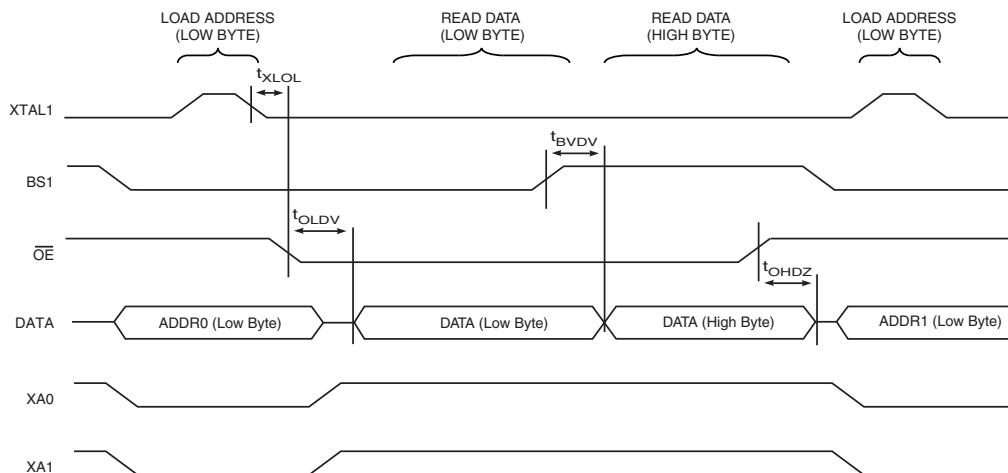 LOAD ADDRESS
(LOW BYTE)
READ DATA
(LOW BYTE)
READ DATA
(HIGH BYTE)
LOAD ADDRESS
(LOW BYTE)
tXLOL
XTAL1
tBVDV
BS1
tOLDV
OE
tOHDZ
DATA
ADDR0 (Low Byte)
DATA (Low Byte)
DATA (High Byte)
ADDR1 (Low Byte)
XA0
XA1